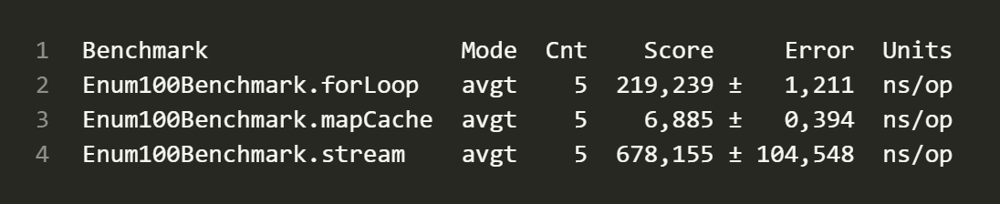 1 Benchmark Mode Cnt Score Error Units
2 Enum100Benchmark.forLoop avgt 5 219,239 ± 1,211 ns/op
3 Enum100Benchmark.mapCache avgt 5 6,885 ± 0,394 ns/op
4 Enum100Benchmark.stream avgt 5 678,155 ± 104,548 ns/op